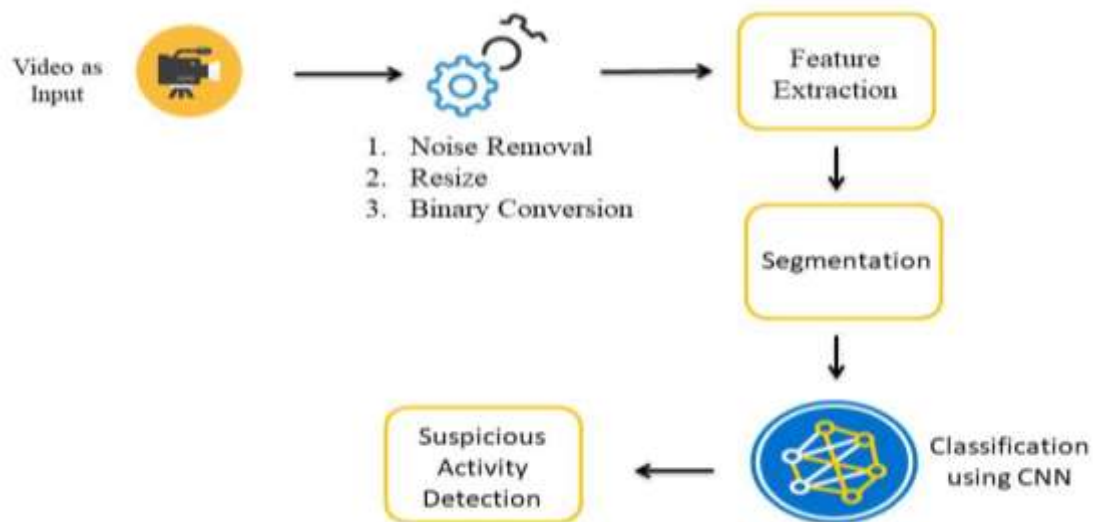 Video as
Input
1. Noise Removal
2. Resize
3. Binary Conversion
Feature
Extraction
Segmentation
Classification
using CNN
Suspicious
Activity
Detection